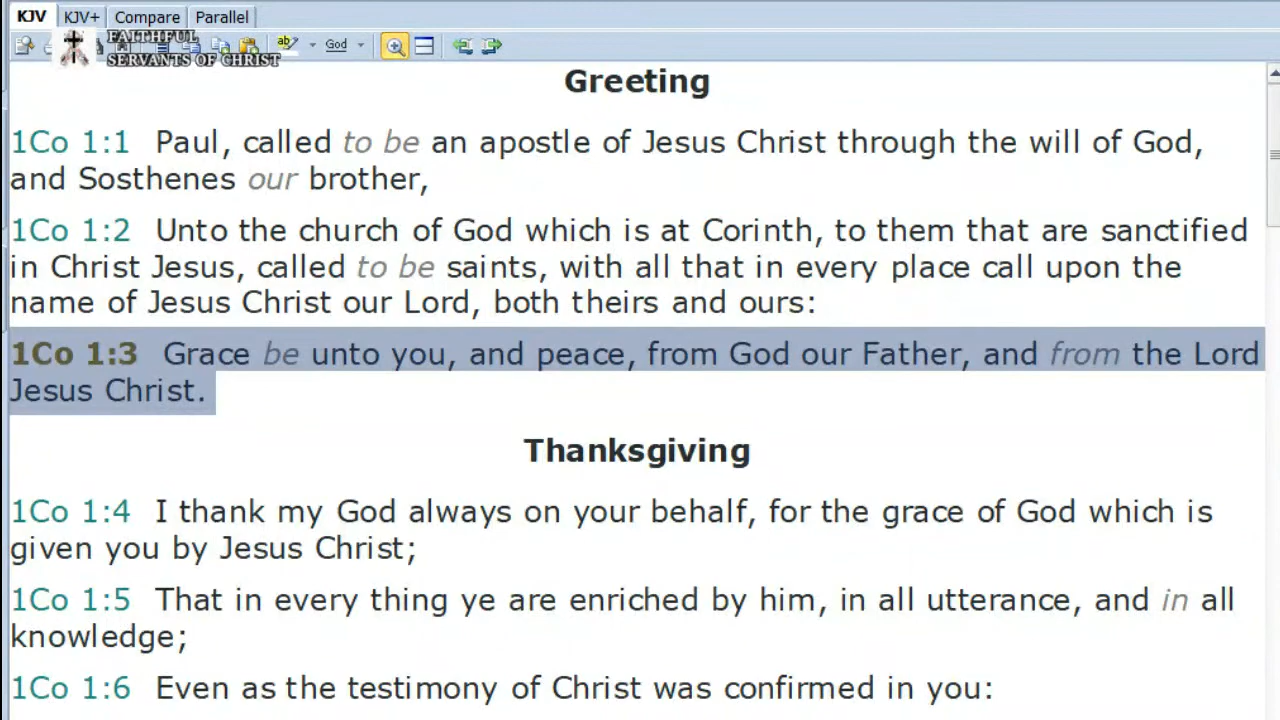 KJV KJV+ Compare Parallel
FAITHFUL
SERVANTS OF CHRIST
God
Greeting
1Co 1:1 Paul, called to be an apostle of Jesus Christ through the will of God,
and Sosthenes our brother,
1Co 1:2 Unto the church of God which is at Corinth, to them that are sanctified
in Christ Jesus, called to be saints, with all that in every place call upon the
name of Jesus Christ our Lord, both theirs and ours:
1Co 1:3 Grace be unto you, and peace, from God our Father, and from the Lord
Jesus Christ.
Thanksgiving
1Co 1:4 I thank my God always on your behalf, for the grace of God which is
given you by Jesus Christ;
1Co 1:5 That in every thing ye are enriched by him, in all utterance, and in all
knowledge;
1Co 1:6 Even as the testimony of Christ was confirmed in you: